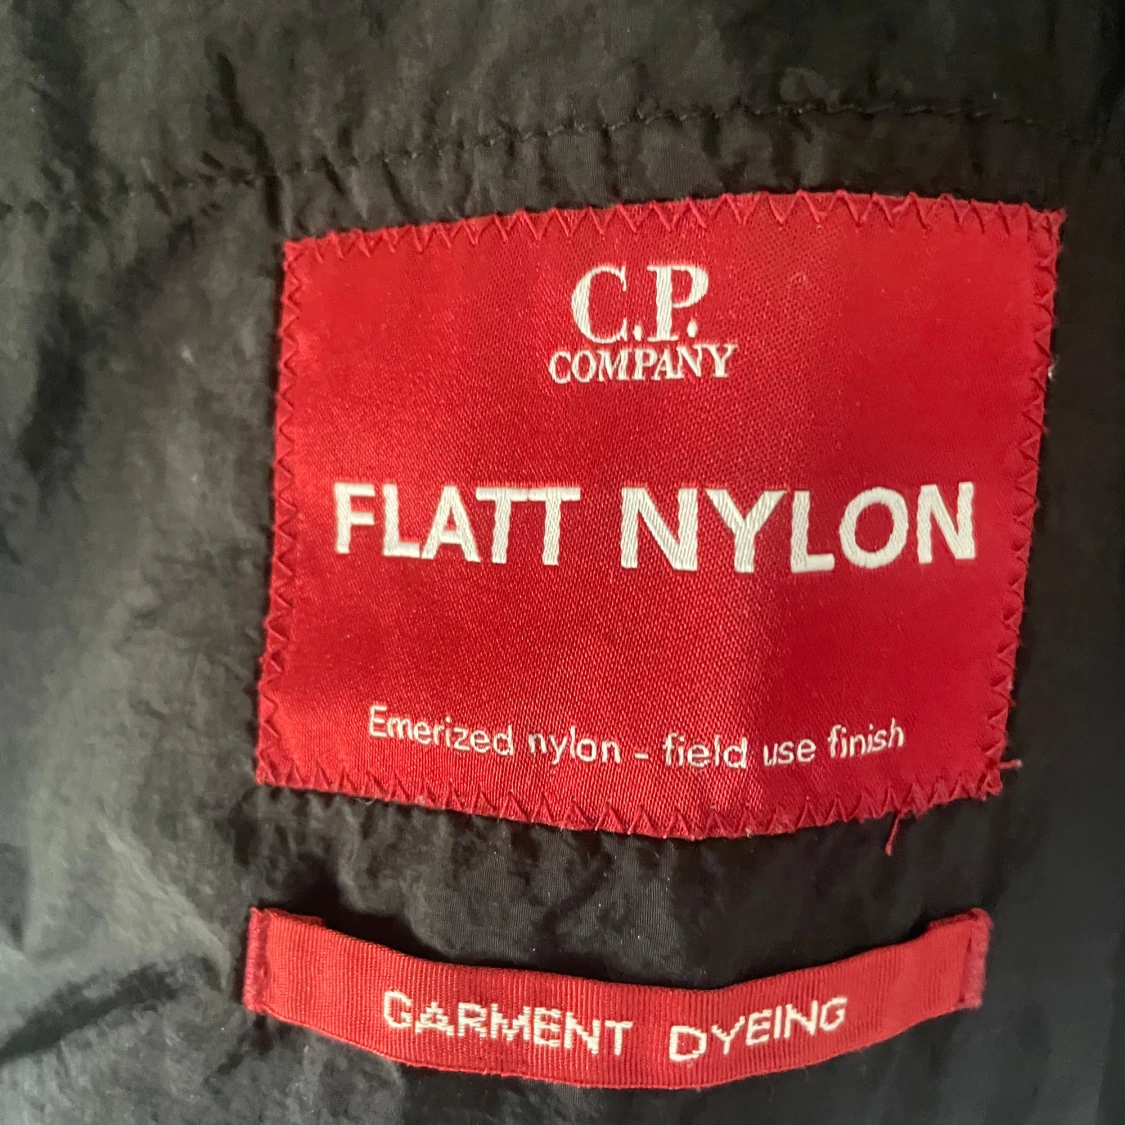 C.P.
COMPANY
FLATT NYLON
Emerized nylon - field use finish
GARMENT DYEING